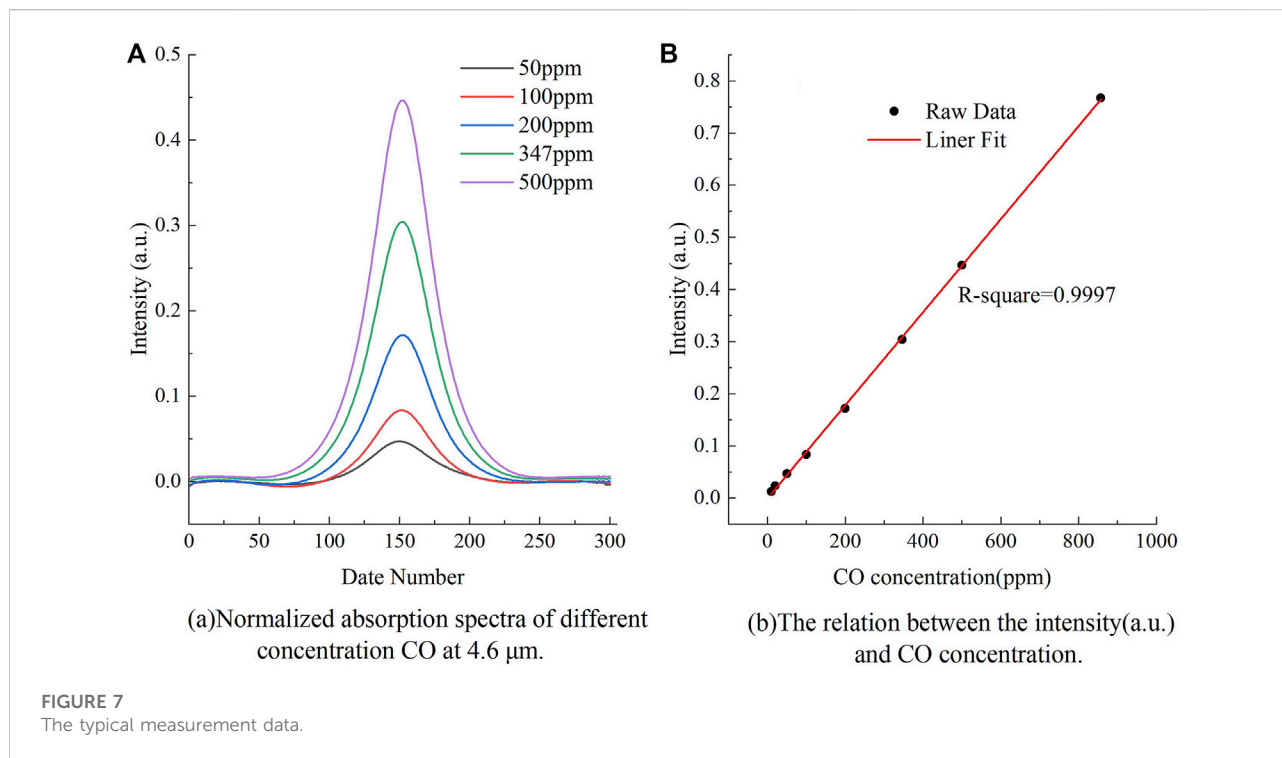 A
0.5
0.4
0.3
0.2
0.1
0.0
Intensity (a.u.)
50ppm
100ppm
200ppm
347ppm
500ppm
0 50 100 150 200 250 300
Date Number
(a)Normalized absorption spectra of different
concentration CO at 4.6 μm.
B
0.8
0.7
0.6
0.5
0.4
0.3
0.2
0.1
0.0
Intensity (a.u.)
Raw Data
Liner Fit
R-square=0.9997
0 200 400 600 800 1000
CO concentration(ppm)
(b)The relation between the intensity(a.u.)
and CO concentration.
FIGURE 7
The typical measurement data.